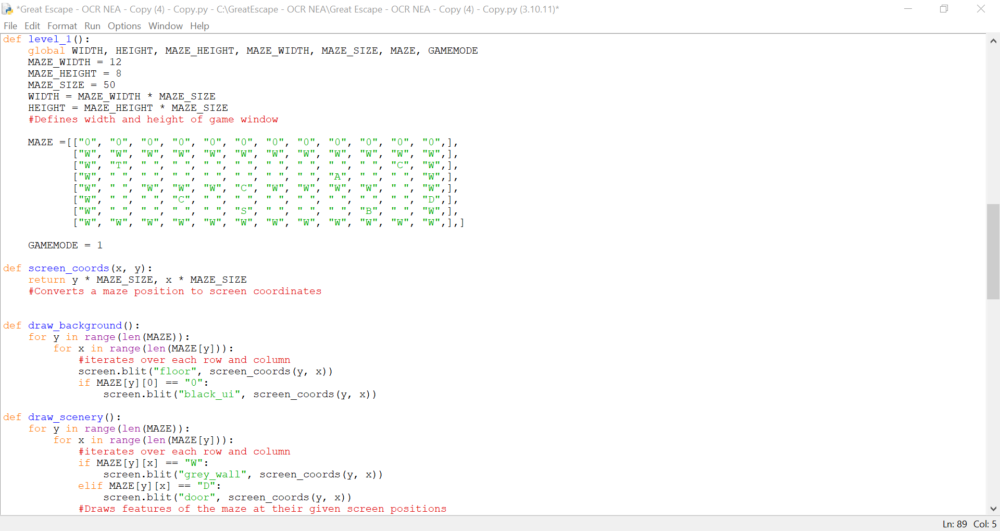 *Great Escape - OCR NEA - Copy (4) - Copy.py - C:\GreatEscape - OCR NEA\Great Escape - OCR NEA - Copy (4) - Copy.py (3.10.11)*
File Edit Format Run Options Window Help
def level_1():
    global WIDTH, HEIGHT, MAZE_HEIGHT, MAZE_WIDTH, MAZE_SIZE, MAZE, GAMEMODE
    MAZE_WIDTH = 12
    MAZE_HEIGHT = 8
    MAZE_SIZE = 50
    WIDTH = MAZE_WIDTH * MAZE_SIZE
    HEIGHT = MAZE_HEIGHT * MAZE_SIZE
    #Defines width and height of game window
    MAZE =[["0", "0", "0", "0", "0", "0", "0", "0", "0", "0", "0", "0",],
           ["W", "W", "W", "W", "W", "W", "W", "W", "W", "W", "W", "W",],
           ["W", "T", " ", " ", " ", " ", " ", " ", " ", " ", "C", "W",],
           ["W", " ", " ", " ", " ", " ", " ", " ", "A", " ", " ", "W",],
           ["W", " ", "W", "W", "W", "C", "W", "W", "W", "W", " ", "W",],
           ["W", " ", " ", "C", " ", " ", " ", " ", " ", " ", " ", "D",],
           ["W", " ", " ", " ", " ", "S", " ", " ", " ", "B", " ", "W",],
           ["W", "W", "W", "W", "W", "W", "W", "W", "W", "W", "W", "W",],]
    GAMEMODE = 1
def screen_coords(x, y):
    return y * MAZE_SIZE, x * MAZE_SIZE
    #Converts a maze position to screen coordinates
def draw_background():
    for y in range(len(MAZE)):
        for x in range(len(MAZE[y])):
            #iterates over each row and column
            screen.blit("floor", screen_coords(y, x))
            if MAZE[y][0] == "0":
                screen.blit("black_ui", screen_coords(y, x))
def draw_scenery():
    for y in range(len(MAZE)):
        for x in range(len(MAZE[y])):
            #iterates over each row and column
            if MAZE[y][x] == "W":
                screen.blit("grey_wall", screen_coords(y, x))
            elif MAZE[y][x] == "D":
                screen.blit("door", screen_coords(y, x))
            #Draws features of the maze at their given screen positions
Ln: 89 Col: 5